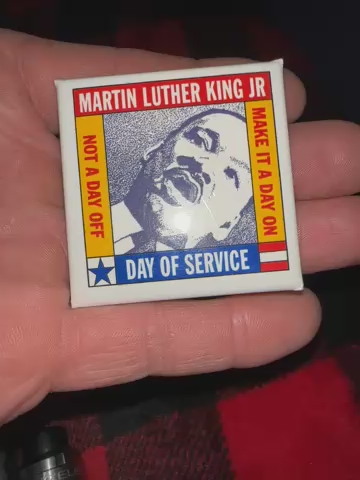 MARTIN LUTHER KING JR
NOT A DAY OFF
MAKE IT A DAY ON
DAY OF SERVICE